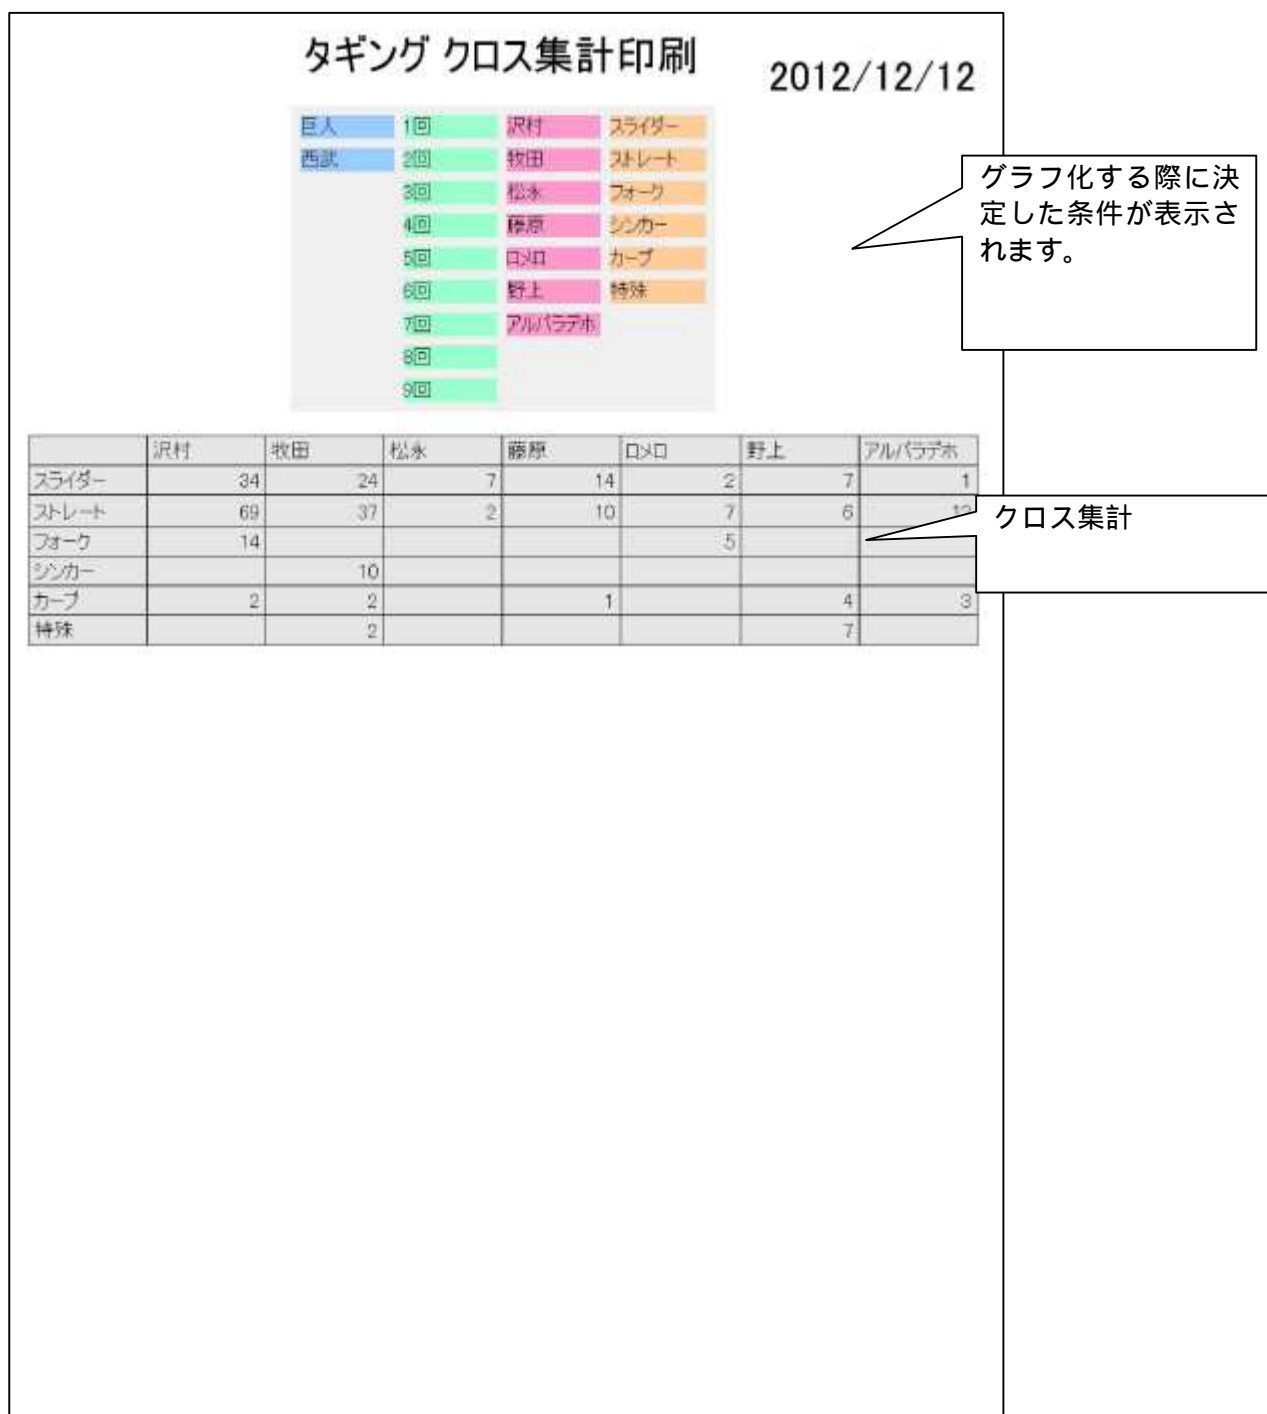 タギング クロス集計印刷
2012/12/12
巨人 1回 沢村 スライダー
西武 2回 牧田 ストレート
3回 松永 フォーク
4回 藤原 シンカー
5回 ロメロ カーブ
6回 野上 特殊
7回 アルパラデホ
8回
9回
グラフ化する際に決
定した条件が表示さ
れます。
沢村 牧田 松永 藤原 ロメロ 野上 アルパラデホ
スライダー 34 24 7 14 2 7 1
ストレート 69 37 2 10 7 6
フォーク 14 5
シンカー 10
カーブ 2 2 1 4 3
特殊 2 7
クロス集計